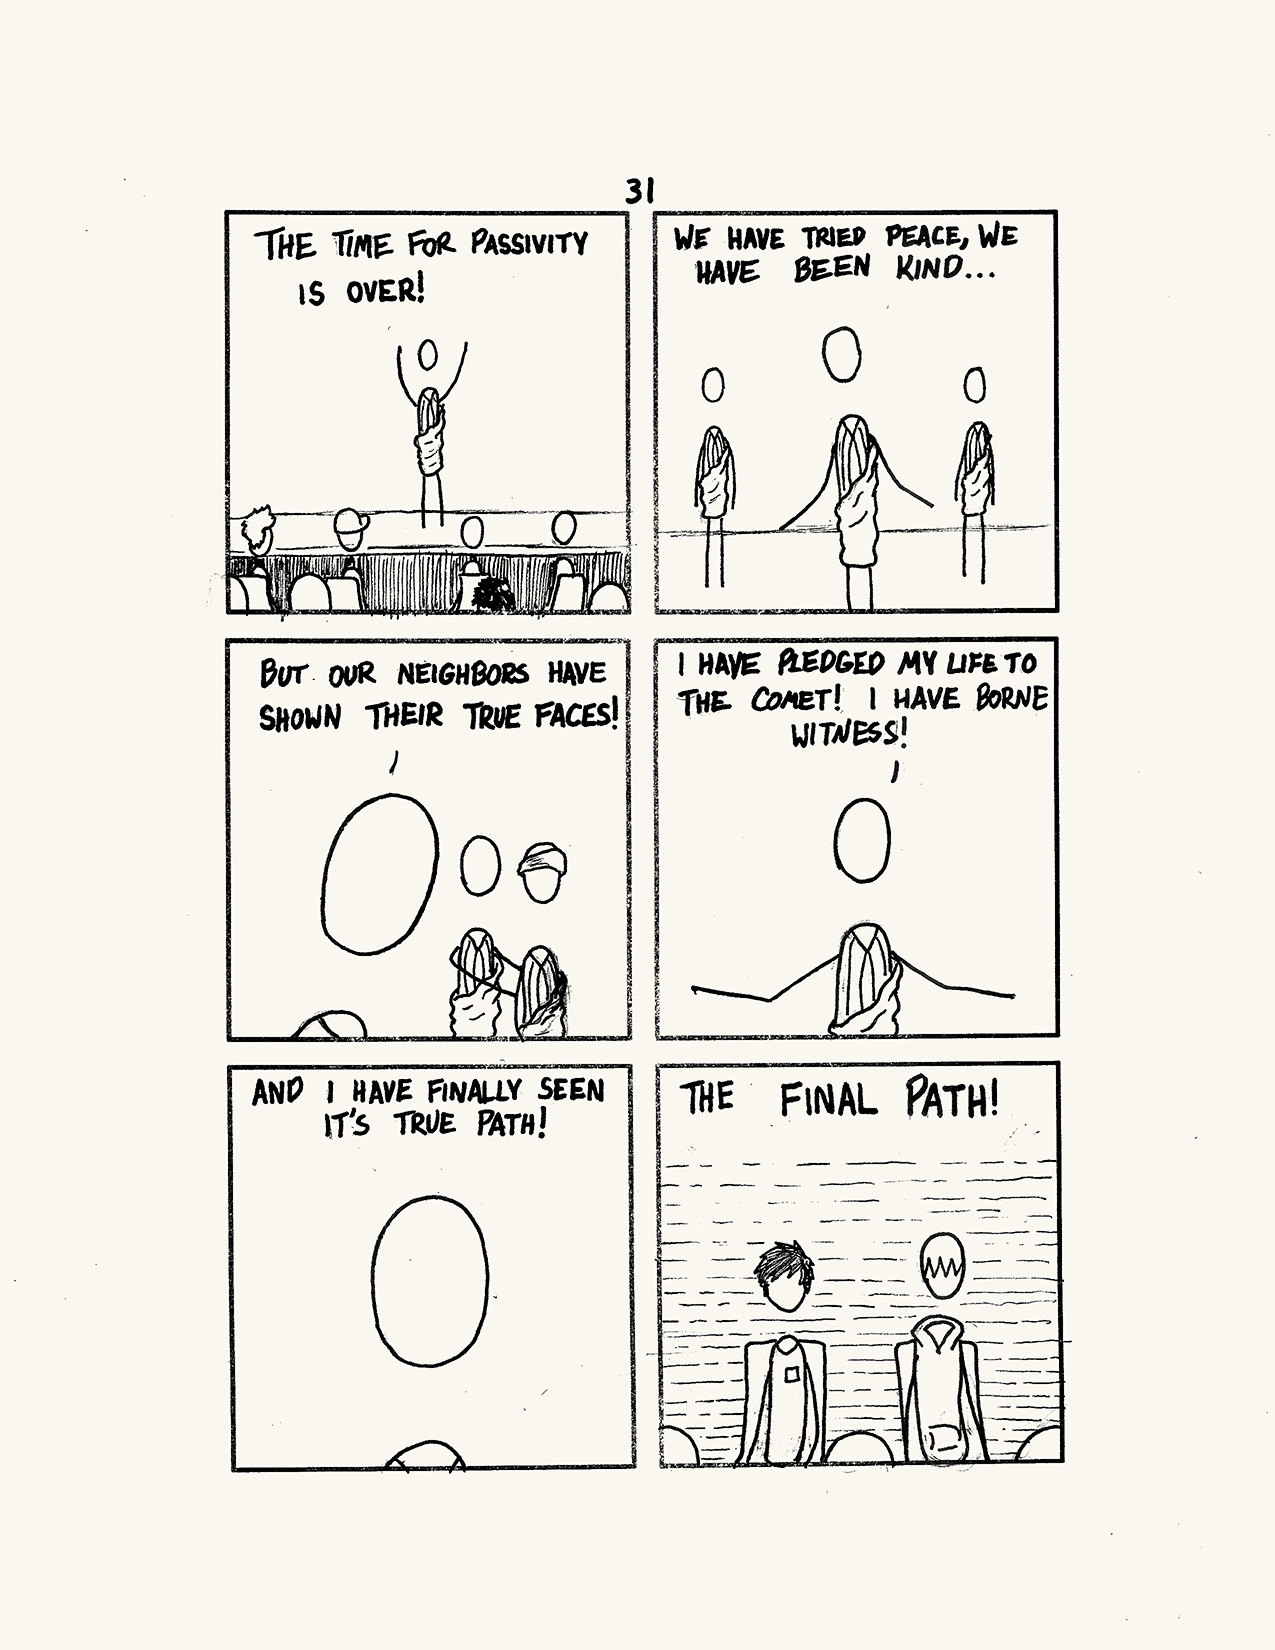 31
THE TIME FOR PASSIVITY
IS OVER!
WE HAVE TRIED PEACE, WE
HAVE BEEN KIND...
BUT OUR NEIGHBORS HAVE
SHOWN THEIR TRUE FACES!
I HAVE PLEDGED MY LIFE TO
THE COMET! I HAVE BORNE
WITNESS!
AND I HAVE FINALLY SEEN
IT'S TRUE PATH!
THE FINAL PATH!